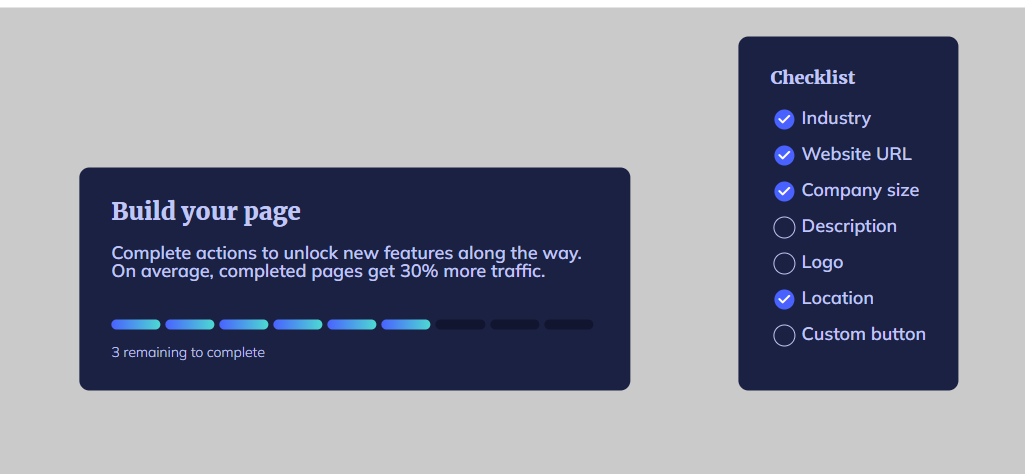 Build your page
Complete actions to unlock new features along the way.
On average, completed pages get 30% more traffic.
3 remaining to complete
Checklist
Industry
Website URL
Company size
Description
Logo
Location
Custom button